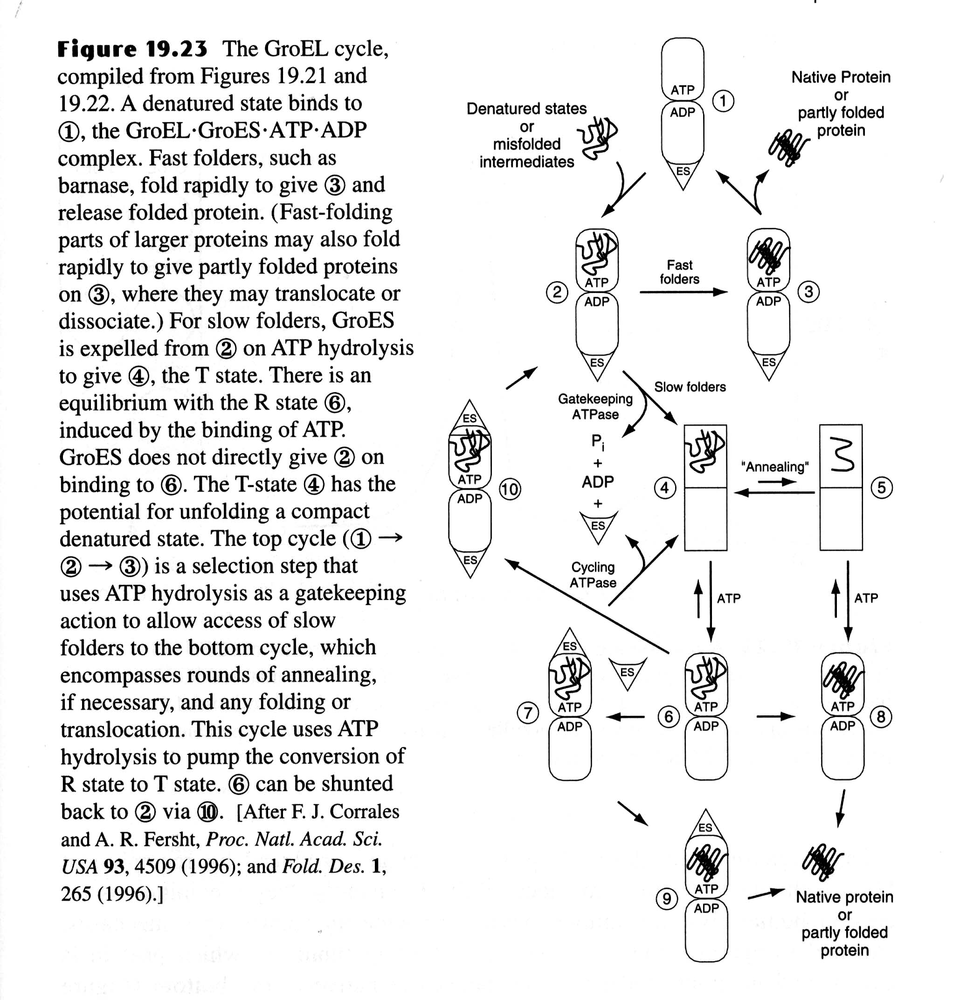 Figure 19.23 The GroEL cycle,
compiled from Figures 19.21 and
19.22. A denatured state binds to
①, the GroEL·GroES·ATP·ADP
complex. Fast folders, such as
barnase, fold rapidly to give ③ and
release folded protein. (Fast-folding
parts of larger proteins may also fold
rapidly to give partly folded proteins
on ③, where they may translocate or
dissociate.) For slow folders, GroES
is expelled from ② on ATP hydrolysis
to give ④, the T state. There is an
equilibrium with the R state ⑥,
induced by the binding of ATP.
GroES does not directly give ② on
binding to ⑥. The T-state ④ has the
potential for unfolding a compact
denatured state. The top cycle (① →
② → ③) is a selection step that
uses ATP hydrolysis as a gatekeeping
action to allow access of slow
folders to the bottom cycle, which
encompasses rounds of annealing,
if necessary, and any folding or
translocation. This cycle uses ATP
hydrolysis to pump the conversion of
R state to T state. ⑥ can be shunted
back to ② via ⑩. [After F. J. Corrales
and A. R. Fersht, Proc. Natl. Acad. Sci.
USA 93, 4509 (1996); and Fold. Des. 1,
265 (1996).]
ATP
①
ADP
ES
Denatured states
or
misfolded
intermediates
Native Protein
or
partly folded
protein
②
ATP
ADP
ES
Fast
folders
ATP
ADP
ES
③
Slow folders
Gatekeeping
ATPase
Pi
+
ADP
+
ES
ES
ATP
ADP
ES
⑩
④
"Annealing"
⑤
Cycling
ATPase
ATP
ATP
ES
ATP
ADP
⑦
ES
⑥
ATP
ADP
ATP
ADP
⑧
ES
ATP
ADP
⑨
Native protein
or
partly folded
protein